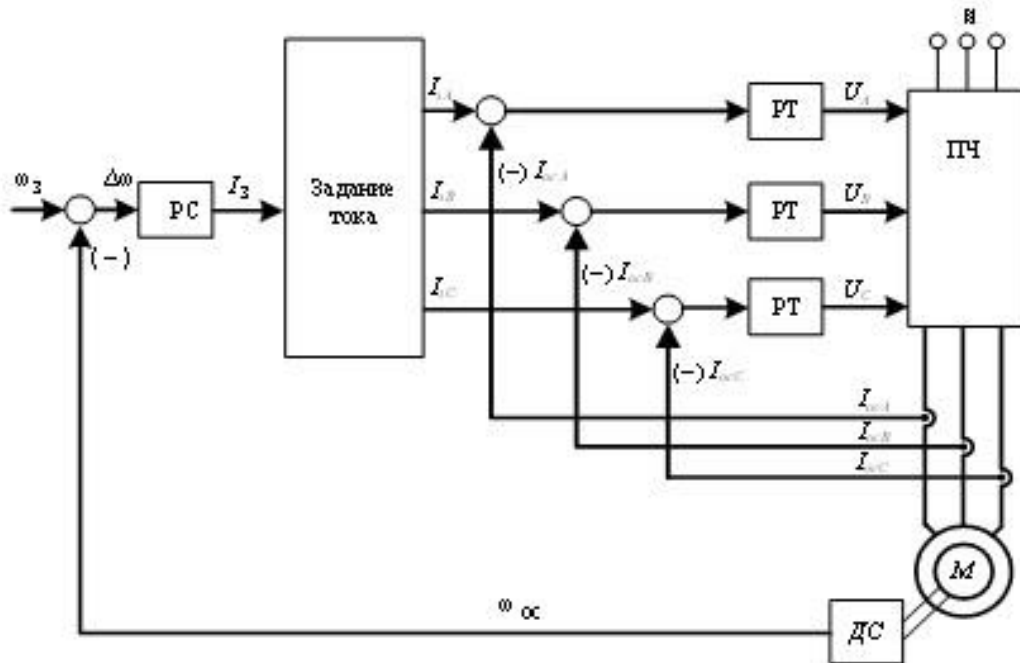 ω з
Δω
РС
I з
(−)
Задание
тока
I зA
I зB
I зC
(−) I осA
(−) I осB
(−) I осC
РТ
РТ
РТ
U A
U B
U C
ПЧ
I осA
I осB
I осC
M
ДС
ω ос